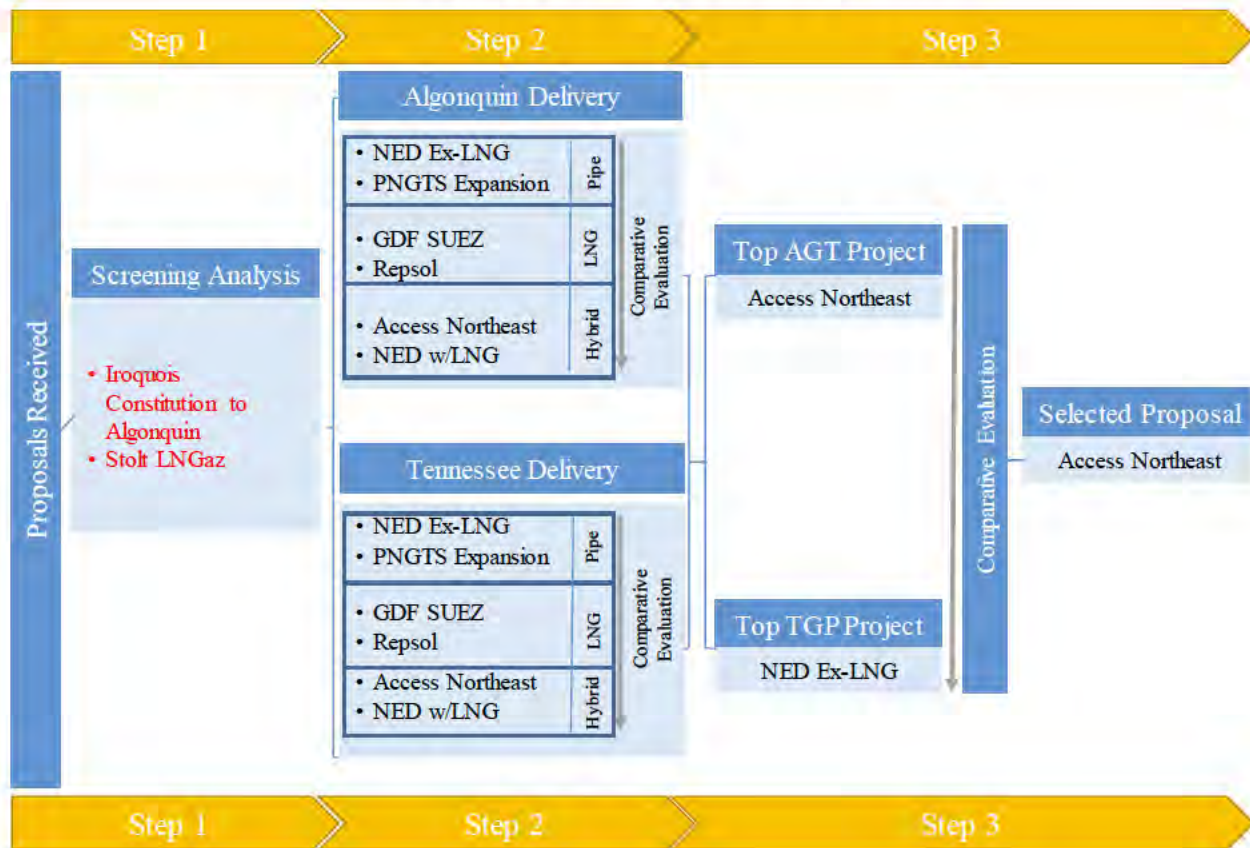 Step 1
Step 2
Step 3
Proposals Received
Screening Analysis
• Iroquois
Constitution to
Algonquin
• Stolt LNGaz
Algonquin Delivery
• NED Ex-LNG
• PNGTS Expansion
Pipe
• GDF SUEZ
• Repsol
LNG
• Access Northeast
• NED w/LNG
Hybrid
Comparative
Evaluation
Tennessee Delivery
• NED Ex-LNG
• PNGTS Expansion
Pipe
• GDF SUEZ
• Repsol
LNG
• Access Northeast
• NED w/LNG
Hybrid
Comparative
Evaluation
Top AGT Project
Access Northeast
Top TGP Project
NED Ex-LNG
Comparative Evaluation
Selected Proposal
Access Northeast
Step 1
Step 2
Step 3